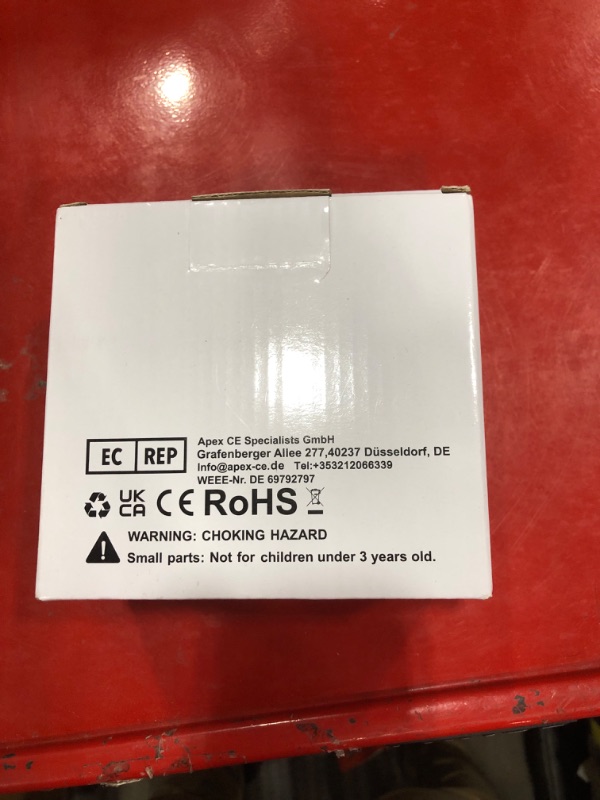 EC REP
Apex CE Specialists GmbH
Grafenberger Allee 277,40237 Düsseldorf, DE
Info@apex-ce.de Tel:+353212066339
WEEE-Nr. DE 69792797
UK CA CE RoHS
WARNING: CHOKING HAZARD
Small parts: Not for children under 3 years old.